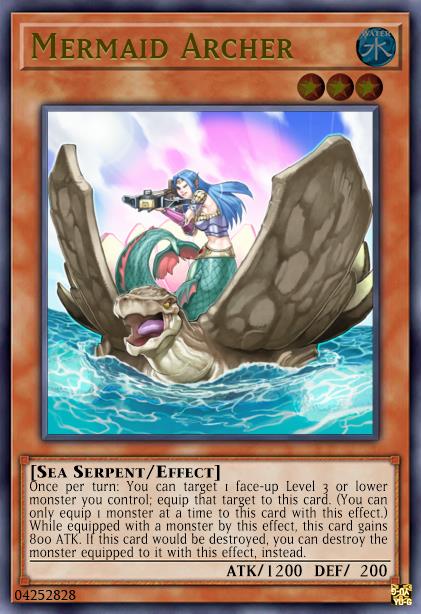 Mermaid Archer
WATER
水
[Sea Serpent/Effect]
Once per turn: You can target 1 face-up Level 3 or lower
monster you control; equip that target to this card. (You can
only equip 1 monster at a time to this card with this effect.)
While equipped with a monster by this effect, this card gains
800 ATK. If this card would be destroyed, you can destroy the
monster equipped to it with this effect, instead.
ATK/1200 DEF/ 200
04252828